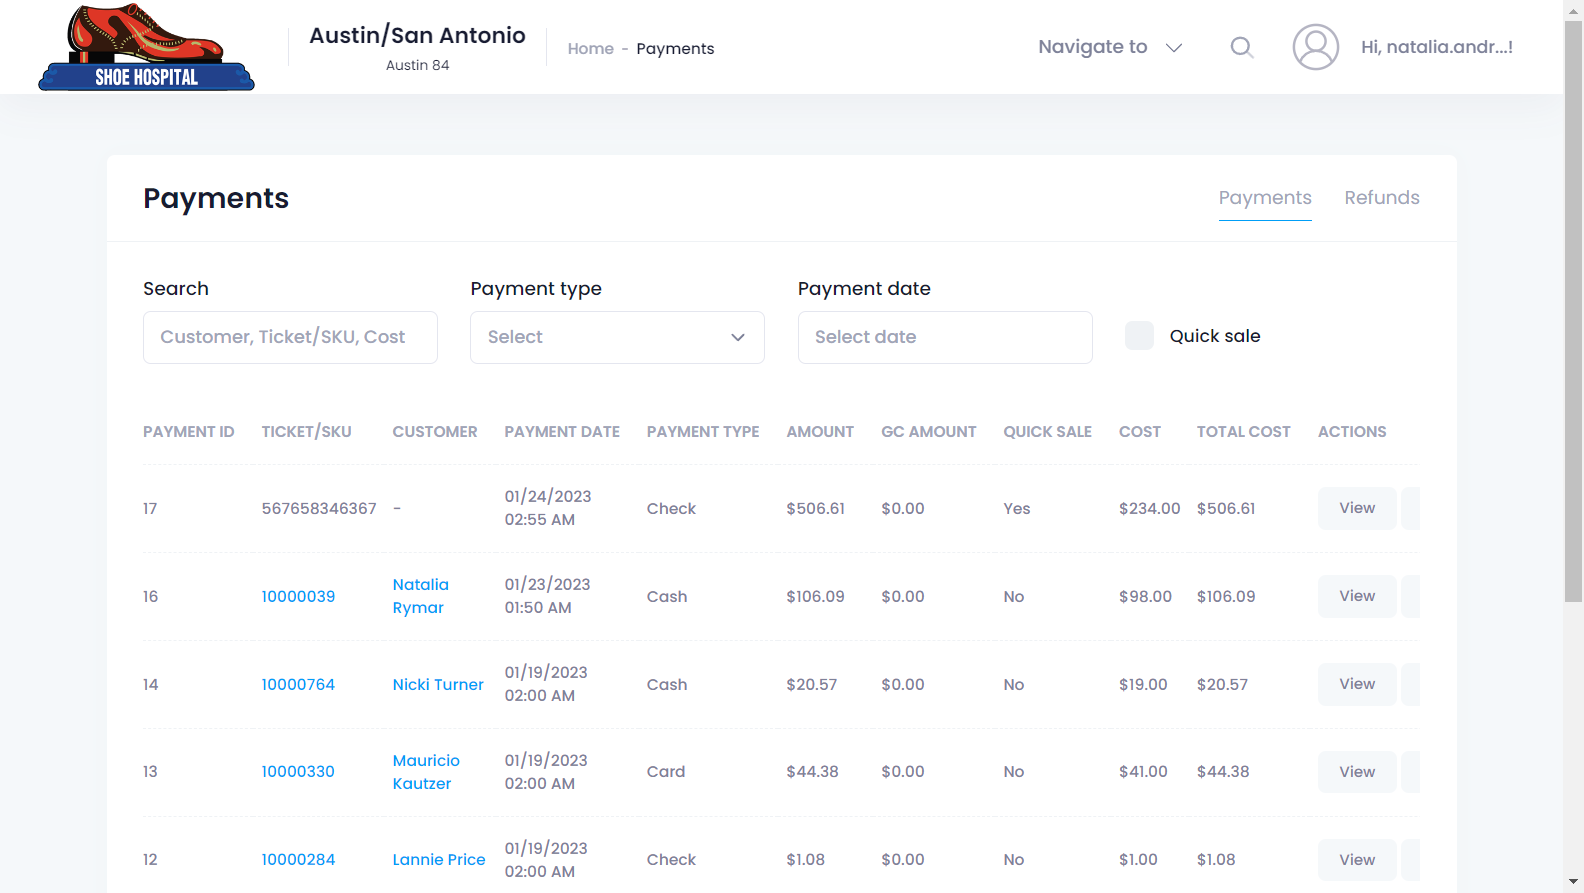 SHOE HOSPITAL
Austin/San Antonio
Austin 84
Home - Payments
Navigate to
Hi, natalia.andr...!
Payments
Payments
Refunds
Search
Payment type
Payment date
Customer, Ticket/SKU, Cost
Select
Select date
Quick sale
PAYMENT ID TICKET/SKU CUSTOMER PAYMENT DATE PAYMENT TYPE AMOUNT GC AMOUNT QUICK SALE COST TOTAL COST ACTIONS
17 567658346367 - 01/24/2023 02:55 AM Check $506.61 $0.00 Yes $234.00 $506.61 View
16 10000039 Natalia Rymar 01/23/2023 01:50 AM Cash $106.09 $0.00 No $98.00 $106.09 View
14 10000764 Nicki Turner 01/19/2023 02:00 AM Cash $20.57 $0.00 No $19.00 $20.57 View
13 10000330 Mauricio Kautzer 01/19/2023 02:00 AM Card $44.38 $0.00 No $41.00 $44.38 View
12 10000284 Lannie Price 01/19/2023 02:00 AM Check $1.08 $0.00 No $1.00 $1.08 View